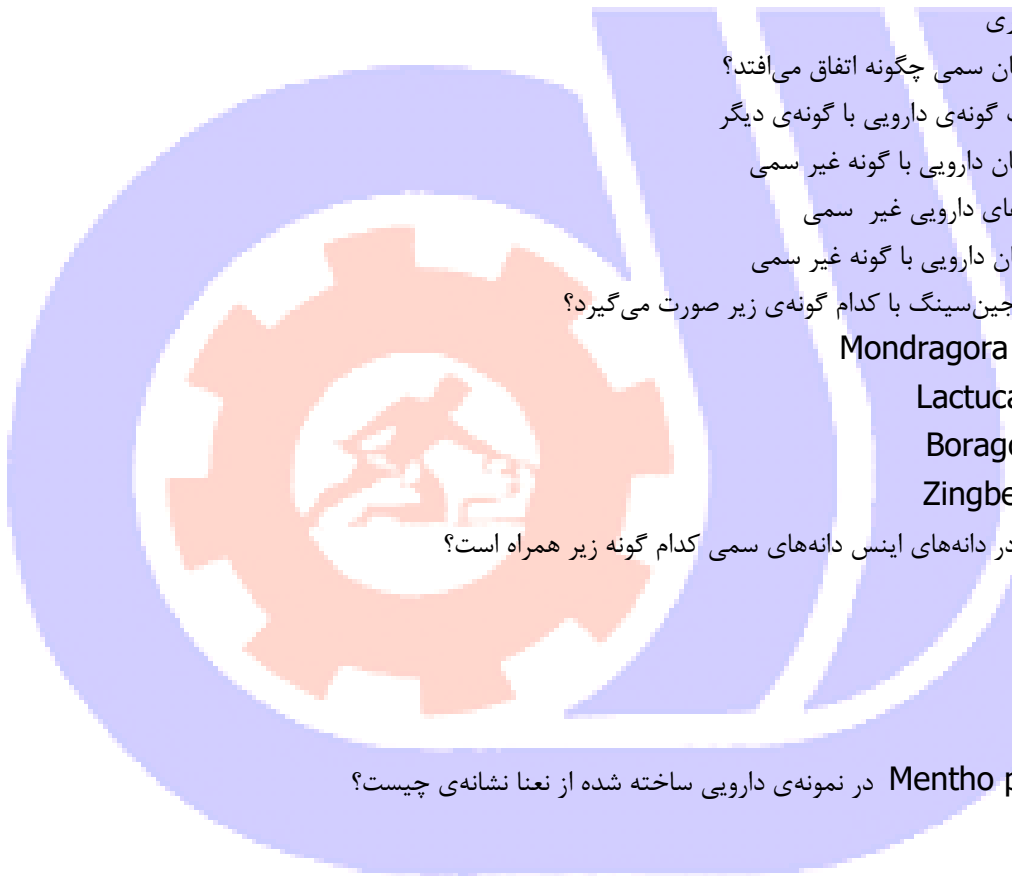 ان سمی چگونه اتفاق می‌افتد؟
گونه‌ی دارویی با گونه‌ی دیگر
ان دارویی با گونه غیر سمی
های دارویی غیر سمی
ان دارویی با گونه غیر سمی
جین‌سینگ با کدام گونه‌ی زیر صورت می‌گیرد؟
Mondragora
Lactuca
Borag
Zingbe
در دانه‌های اینس دانه‌های سمی کدام گونه زیر همراه است؟
Mentho p در نمونه‌ی دارویی ساخته شده از نعنا نشانه‌ی چیست؟